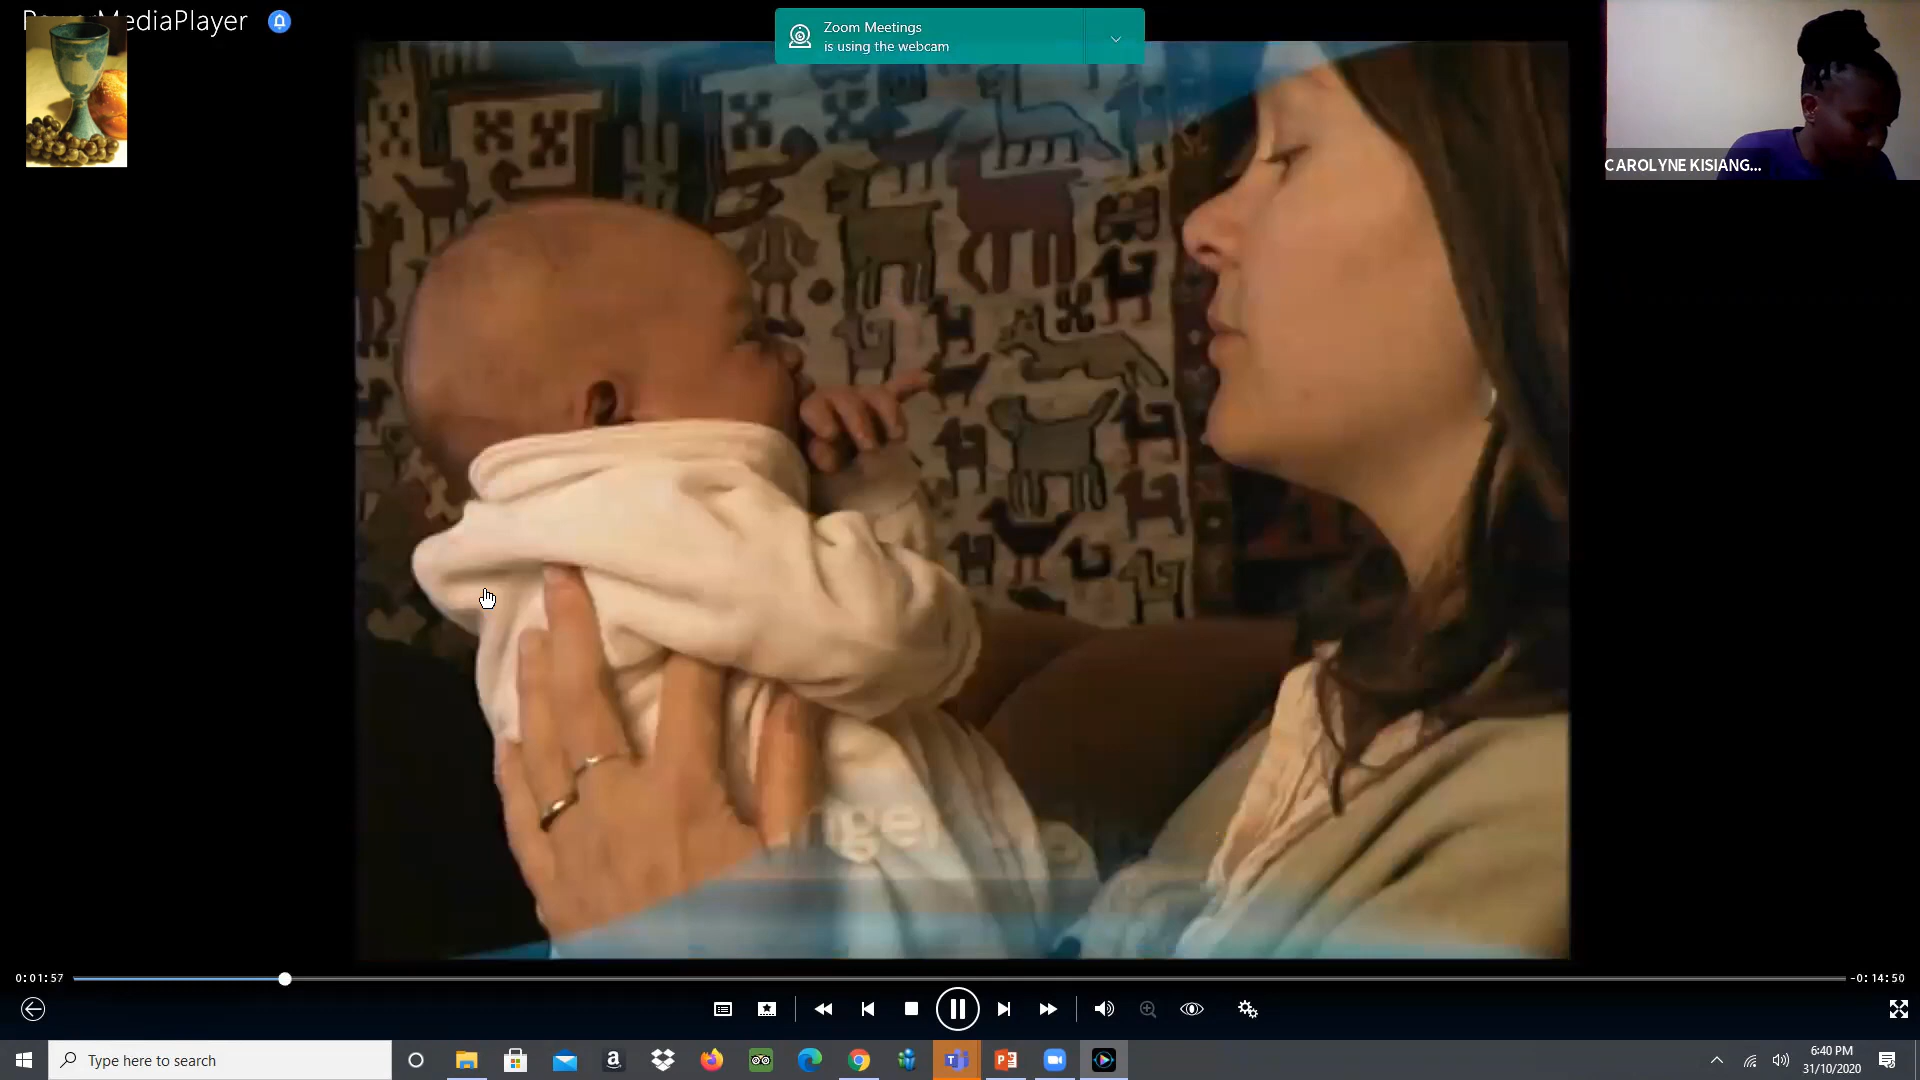 MediaPlayer
Zoom Meetings
is using the webcam
CAROLYNE KISIANG...
0:01:57
-0:14:50
Type here to search
6:40 PM
31/10/2020